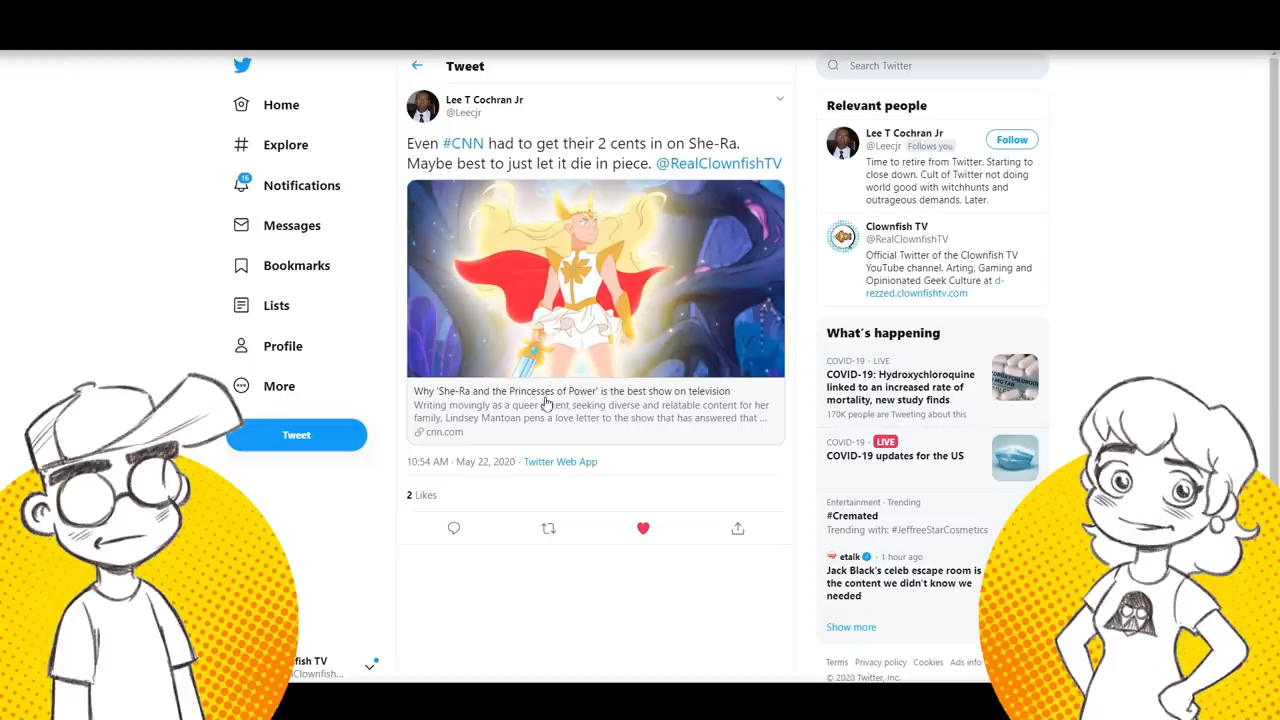 Home
Explore
16
Notifications
Messages
Bookmarks
Lists
Profile
More
Tweet
fish TV
Clownfish...
Tweet
Lee T Cochran Jr
@Leecjr
Even #CNN had to get their 2 cents in on She-Ra.
Maybe best to just let it die in piece. @RealClownfishTV
Why 'She-Ra and the Princesses of Power' is the best show on television
Writing movingly as a queer seeking diverse and relatable content for her
family, Lindsey Mantoan pens a love letter to the show that has answered that ...
cnn.com
10:54 AM · May 22, 2020 · Twitter Web App
2 Likes
Search Twitter
Relevant people
Lee T Cochran Jr
@Leecjr Follows you
Follow
Time to retire from Twitter. Starting to
close down. Cult of Twitter not doing
world good with witchhunts and
outrageous demands. Later.
Clownfish TV
@RealClownfishTV
Official Twitter of the Clownfish TV
YouTube channel. Arting, Gaming and
Opinionated Geek Culture at d-
rezzed.clownfishtv.com
What's happening
COVID-19 · LIVE
COVID-19: Hydroxychloroquine
linked to an increased rate of
mortality, new study finds
170K people are Tweeting about this
COVID-19 · LIVE
COVID-19 updates for the US
Entertainment · Trending
#Cremated
Trending with: #JeffreeStarCosmetics
etalk · 1 hour ago
Jack Black's celeb escape room is
the content we didn't know we
needed
Show more
Terms Privacy policy Cookies Ads info
© 2020 Twitter, Inc.